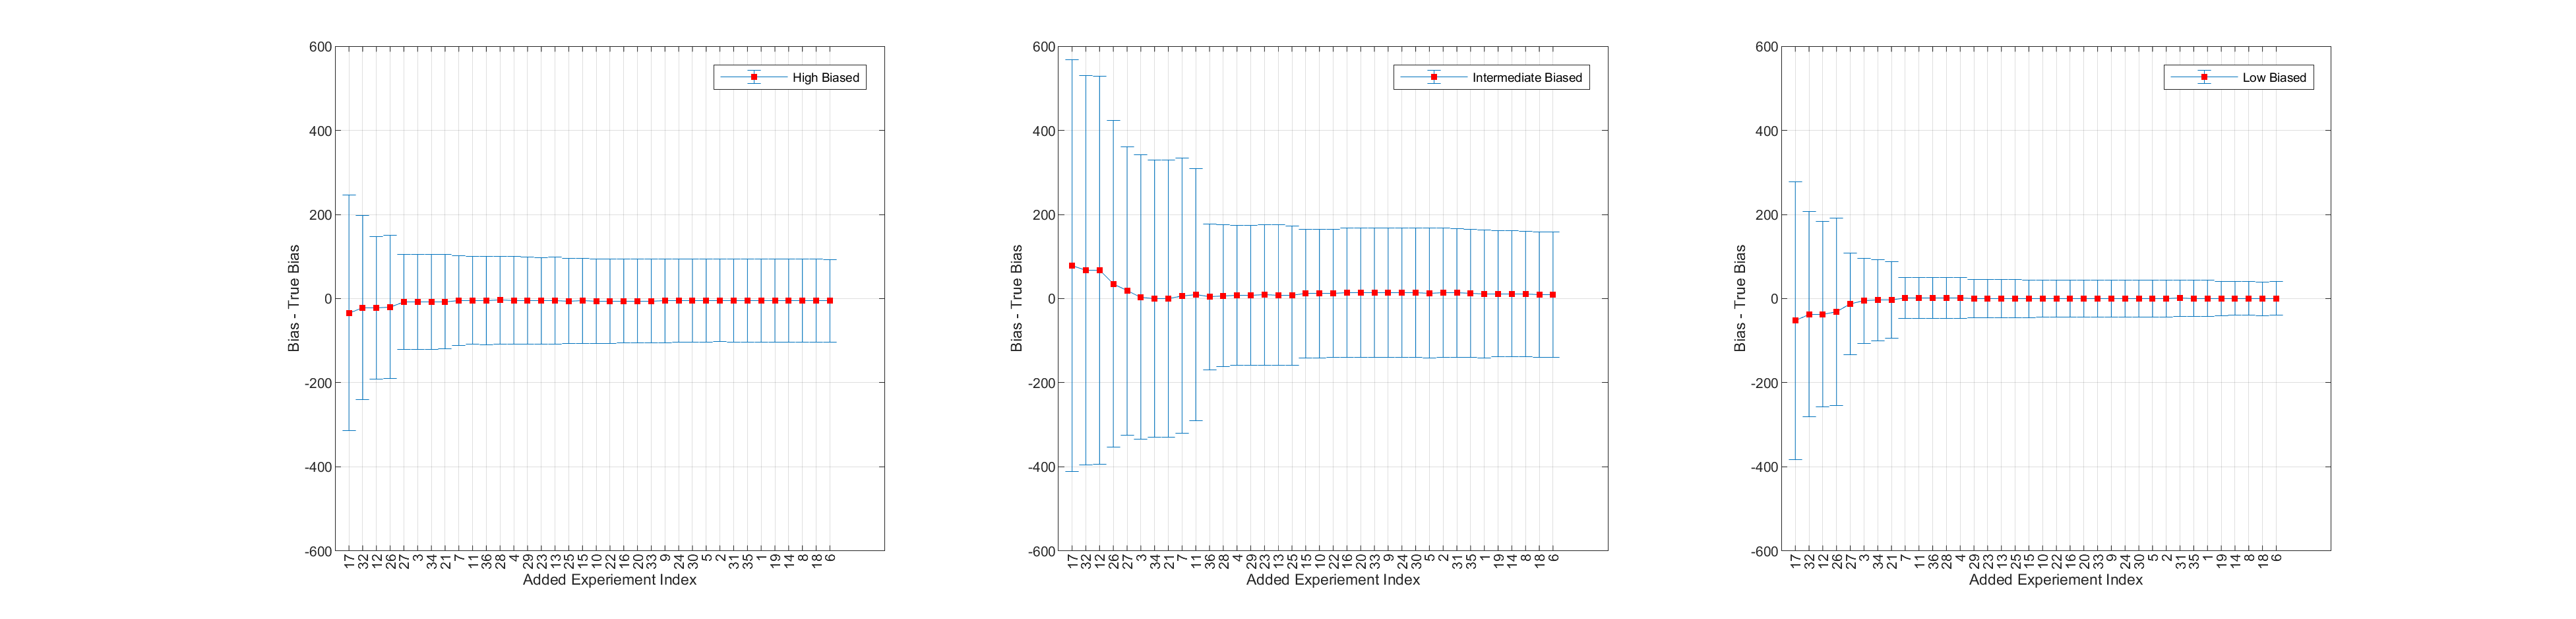 600
400
200
0
-200
-400
-600
Bias - True Bias
High Biased
17 32 12 26 27 3 34 21 7 11 36 28 4 29 23 13 25 15 10 22 16 20 33 9 24 30 5 2 31 35 1 19 14 8 18 6
Added Experiement Index
600
400
200
0
-200
-400
-600
Bias - True Bias
Intermediate Biased
17 32 12 26 27 3 34 21 7 11 36 28 4 29 23 13 25 15 10 22 16 20 33 9 24 30 5 2 31 35 1 19 14 8 18 6
Added Experiement Index
600
400
200
0
-200
-400
-600
Bias - True Bias
Low Biased
17 32 12 26 27 3 34 21 7 11 36 28 4 29 23 13 25 15 10 22 16 20 33 9 24 30 5 2 31 35 1 19 14 8 18 6
Added Experiement Index